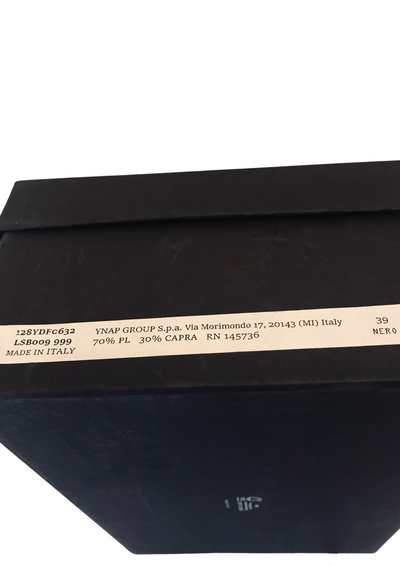 128YDFC632
LSB009 999
MADE IN ITALY
YNAP GROUP S.p.a. Via Morimondo 17, 20143 (MI) Italy
70% PL 30% CAPRA RN 145736
39
NERO